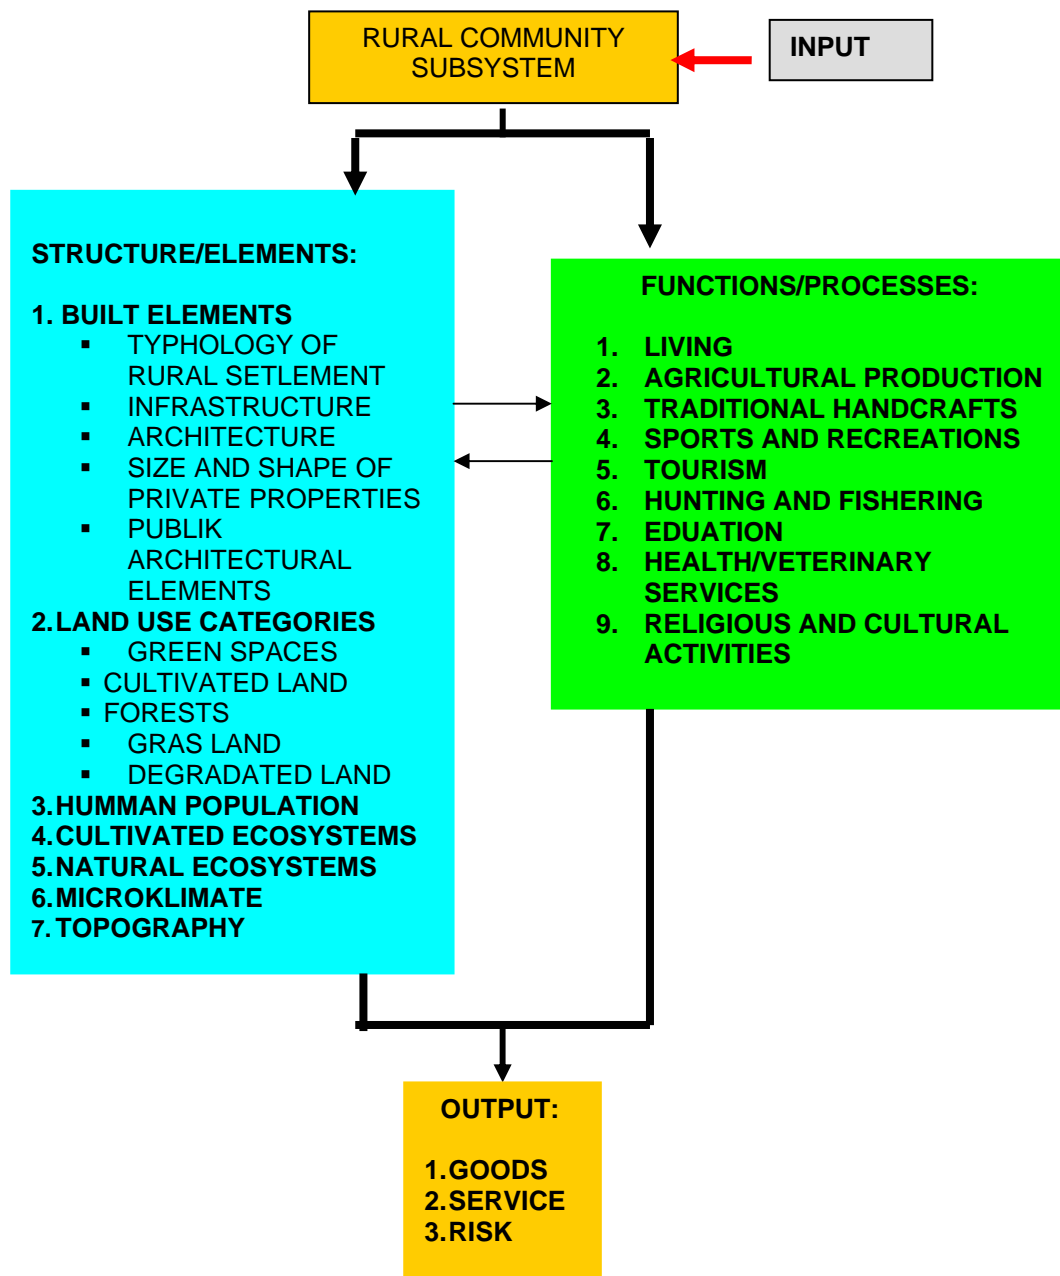 RURAL COMMUNITY
SUBSYSTEM
INPUT
STRUCTURE/ELEMENTS:
1. BUILT ELEMENTS
▪ TYPHOLOGY OF
RURAL SETLEMENT
▪ INFRASTRUCTURE
▪ ARCHITECTURE
▪ SIZE AND SHAPE OF
PRIVATE PROPERTIES
▪ PUBLIK
ARCHITECTURAL
ELEMENTS
2.LAND USE CATEGORIES
▪ GREEN SPACES
▪ CULTIVATED LAND
▪ FORESTS
▪ GRAS LAND
▪ DEGRADATED LAND
3.HUMMAN POPULATION
4.CULTIVATED ECOSYSTEMS
5.NATURAL ECOSYSTEMS
6.MICROKLIMATE
7. TOPOGRAPHY
FUNCTIONS/PROCESSES:
1. LIVING
2. AGRICULTURAL PRODUCTION
3. TRADITIONAL HANDCRAFTS
4. SPORTS AND RECREATIONS
5. TOURISM
6. HUNTING AND FISHERING
7. EDUATION
8. HEALTH/VETERINARY
SERVICES
9. RELIGIOUS AND CULTURAL
ACTIVITIES
OUTPUT:
1.GOODS
2.SERVICE
3.RISK